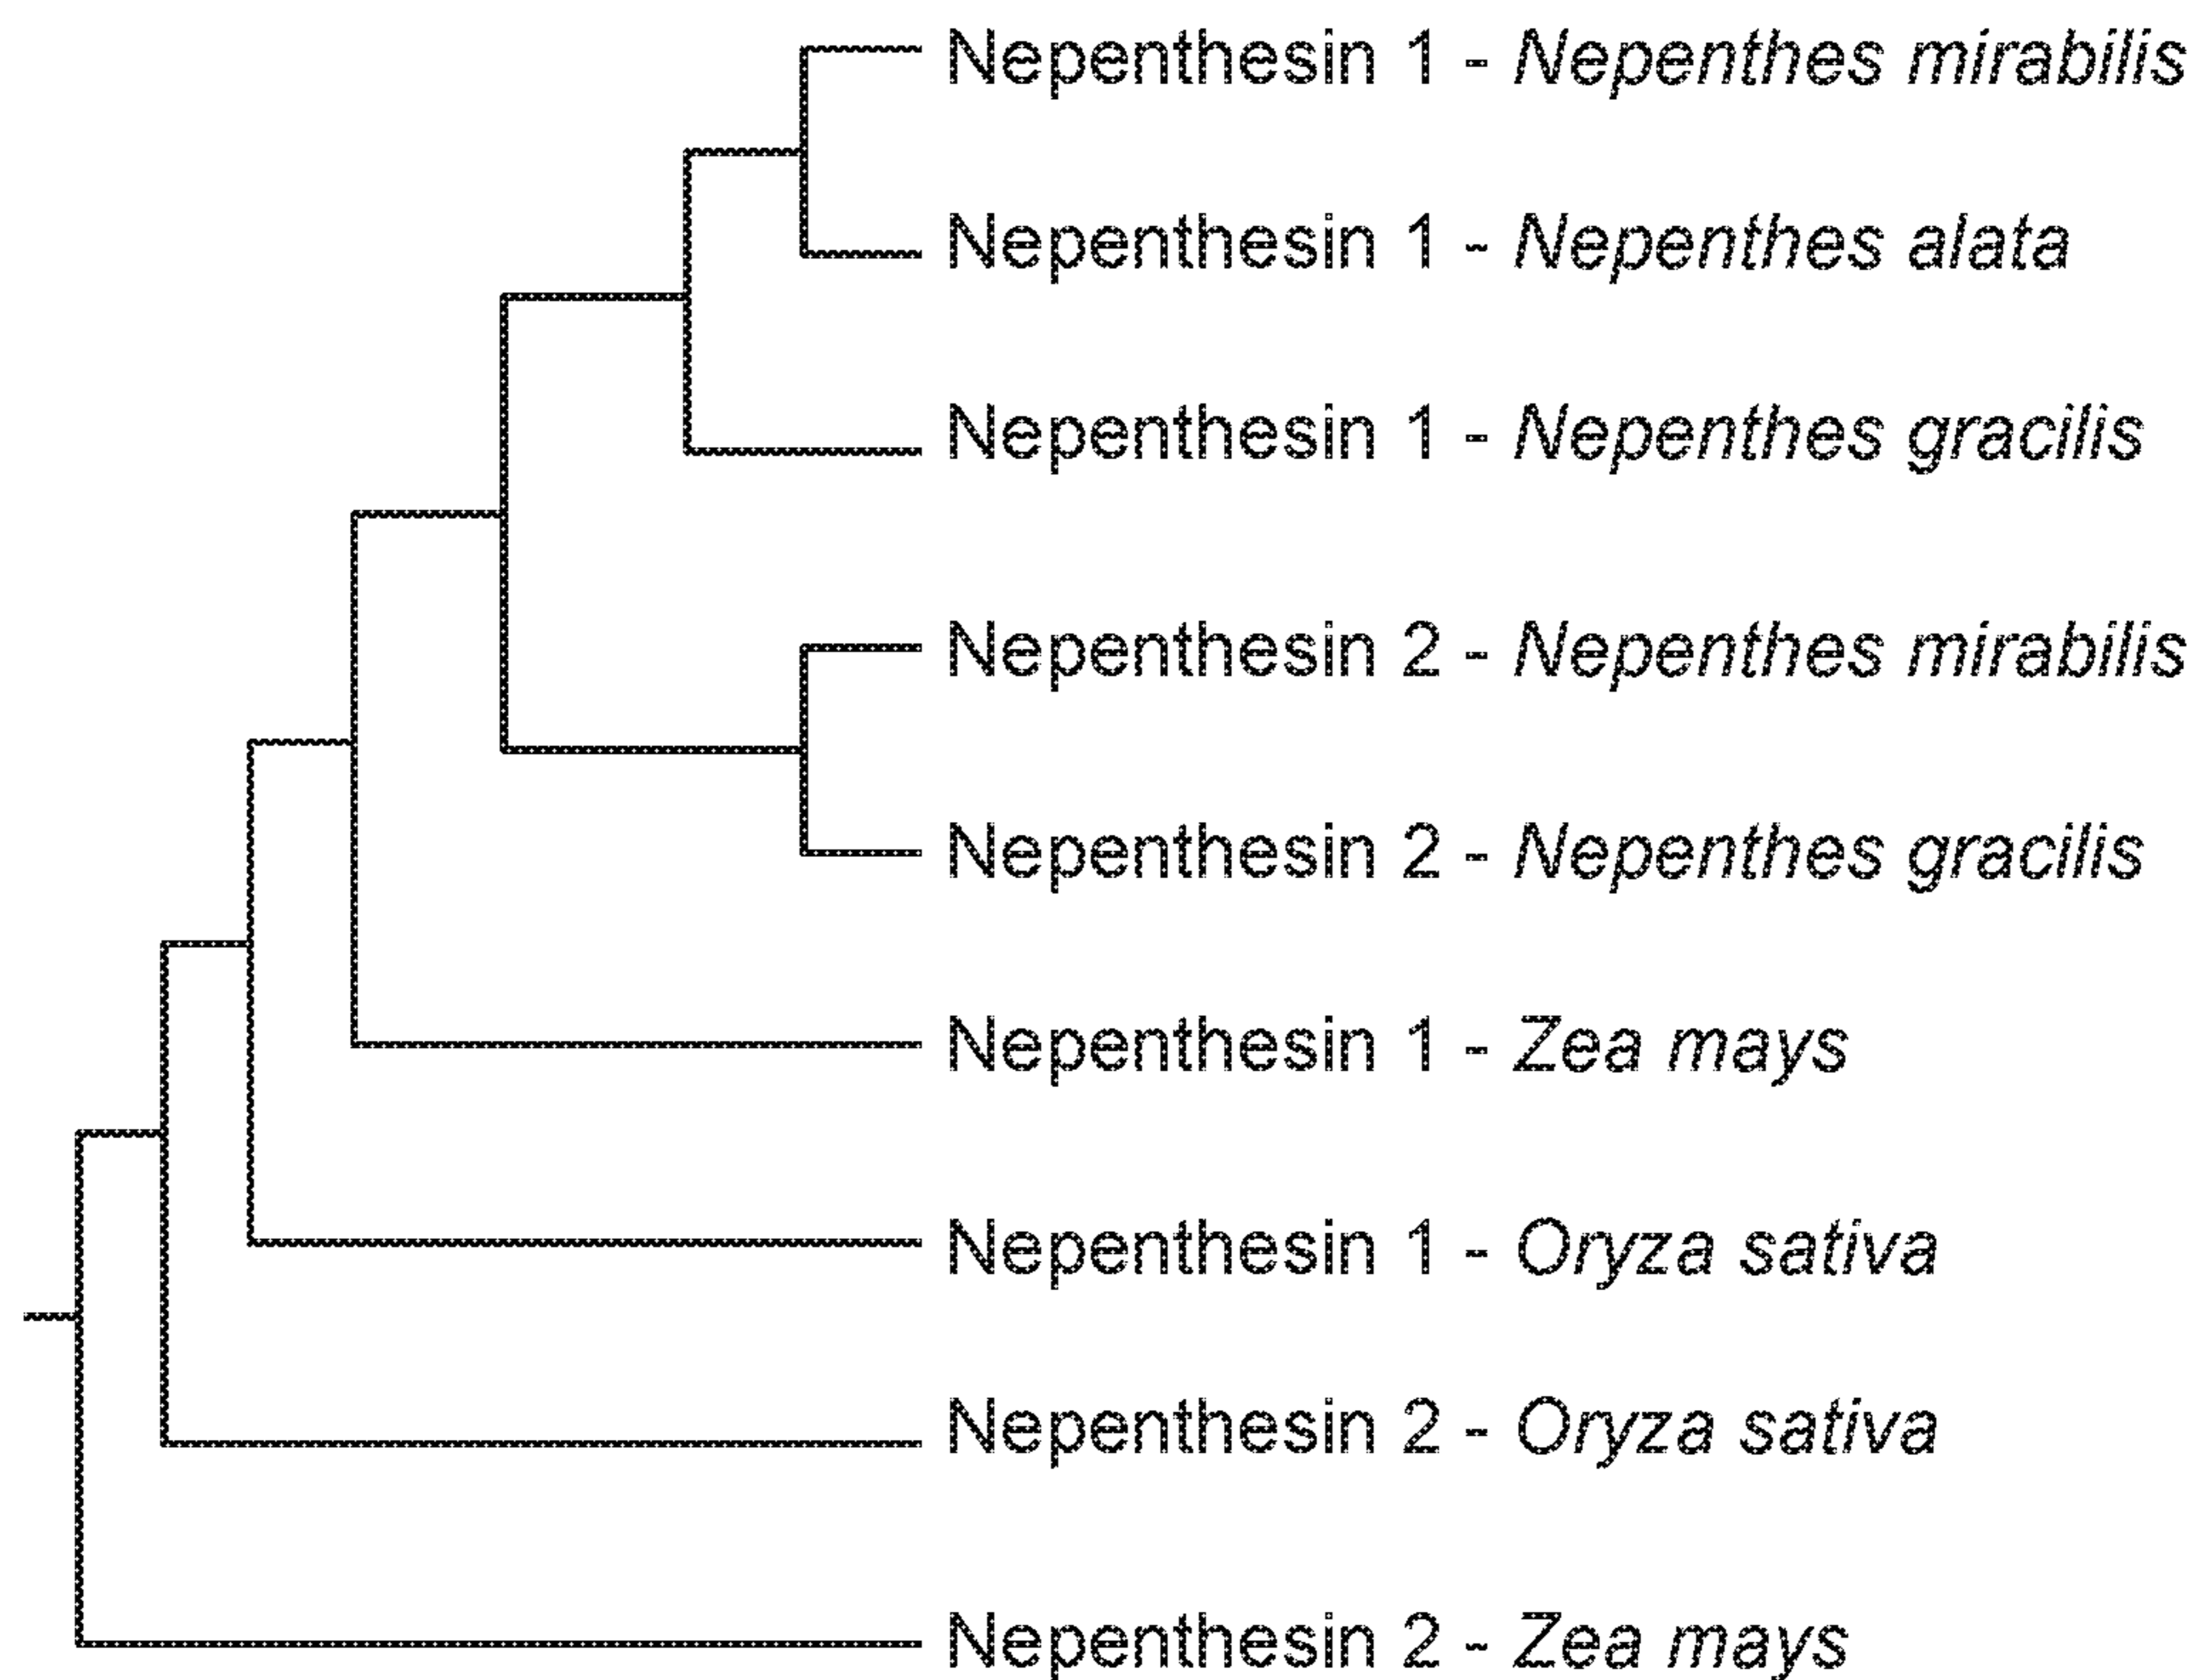 Nepenthesin 1 - Nepenthes mirabilis
Nepenthesin 1 - Nepenthes alata
Nepenthesin 1 - Nepenthes gracilis
Nepenthesin 2 - Nepenthes mirabilis
Nepenthesin 2 - Nepenthes gracilis
Nepenthesin 1 - Zea mays
Nepenthesin 1 - Oryza sativa
Nepenthesin 2 - Oryza sativa
Nepenthesin 2 - Zea mays